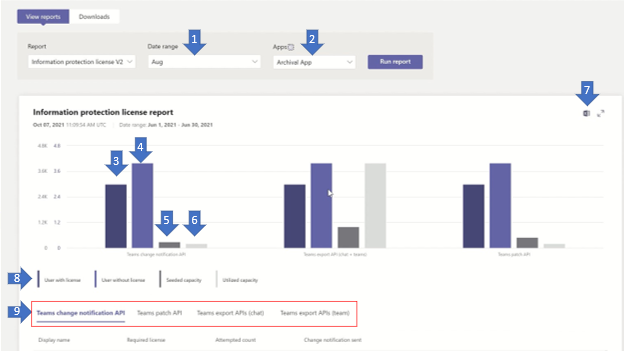 View reports Downloads
1 2
Report Date range Apps
Information protection license V2 Aug Archival App Run report
7
Information protection license report
Oct 07, 2021 11:09:54 AM UTC Date range: Jun 1, 2021 - Jun 30, 2021
4.8K 4.8
3 4
3.6K 3.6
2.4K 2.4
5 6
1.2K 1.2
0 0
Teams change notification API Teams export API (chat + teams) Teams patch API
8 User with license User without license Seeded capacity Utilized capacity
9 Teams change notification API Teams patch API Teams export APIs (chat) Teams export APIs (team)
Display name Required license Attempted count Change notification sent